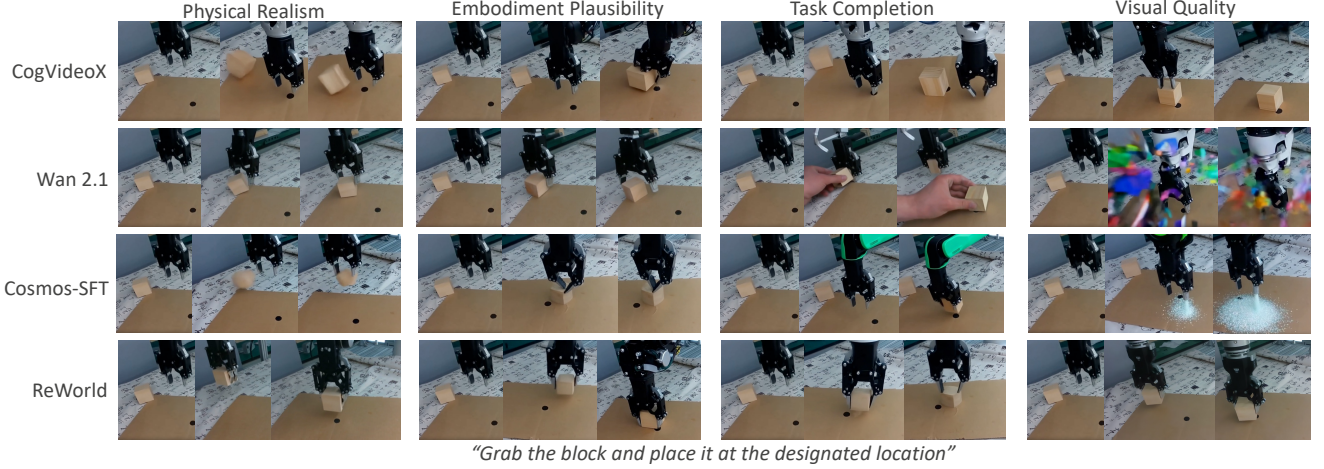 Physical Realism
Embodiment Plausibility
Task Completion
Visual Quality
CogVideoX
Wan 2.1
Cosmos-SFT
ReWorld
“Grab the block and place it at the designated location”